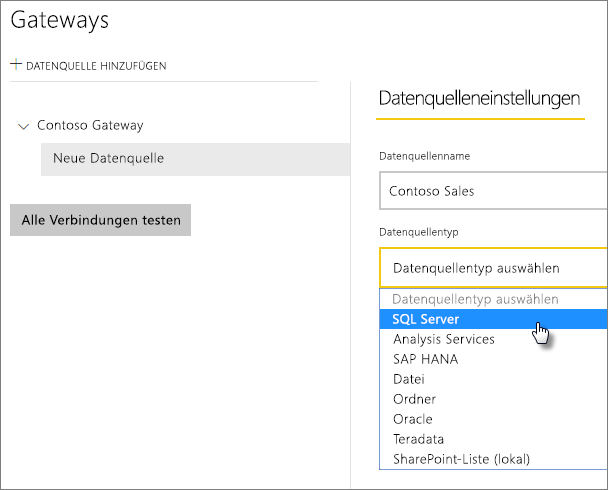 Gateways
+ DATENQUELLE HINZUFÜGEN
Contoso Gateway
Neue Datenquelle
Alle Verbindungen testen
Datenquelleneinstellungen
Datenquellenname
Contoso Sales
Datenquellentyp
Datenquellentyp auswählen
Datenquellentyp auswählen
SQL Server
Analysis Services
SAP HANA
Datei
Ordner
Oracle
Teradata
SharePoint-Liste (lokal)